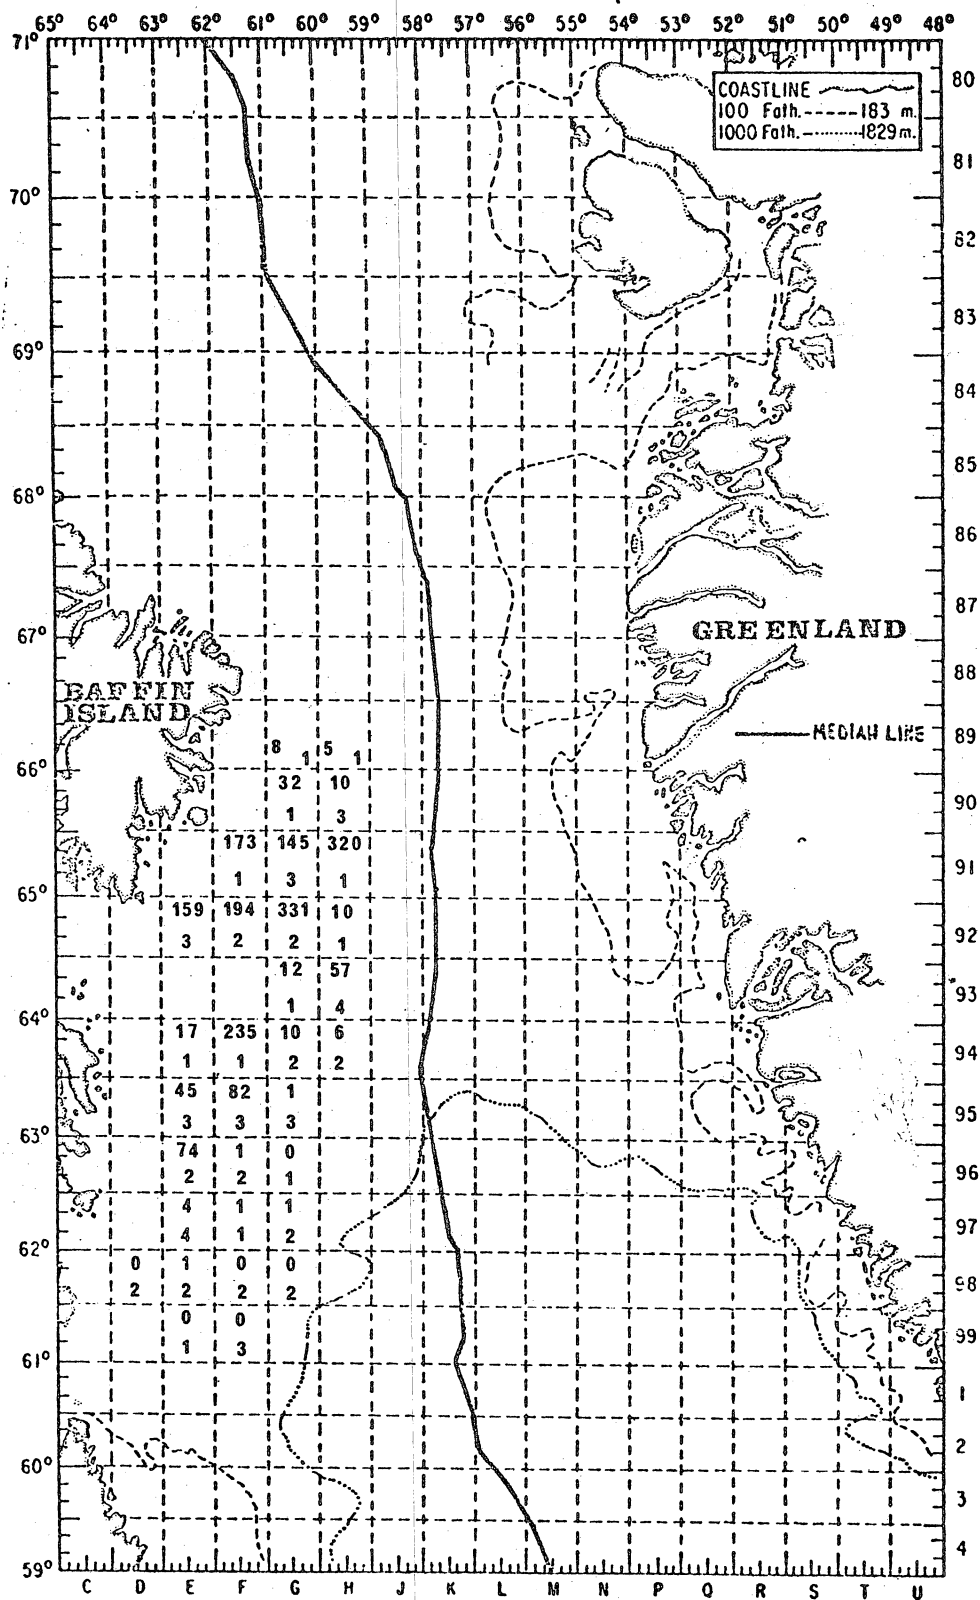 65° 64° 63° 62° 61° 60° 59° 58° 57° 56° 55° 54° 53° 52° 51° 50° 49° 48°
71°
80
COASTLINE
100 Fath. 183 m.
1000 Fath. 1829 m.
81
70°
82
83
69°
84
85
68°
86
87
67°
GREENLAND
88
BAFFIN
ISLAND
MEDIAN LINE
89
8 5
1 1
66°
32 10
90
1 3
173 145 320
91
1 3 1
65°
159 194 331 10
92
3 2 2 1
12 57
93
1 4
64°
17 235 10 6
94
1 1 2 2
45 82 1
95
3 3 3
63°
74 1 0
96
2 2 1
4 1 1
97
4 1 2
62°
0 1 0 0
98
2 2 2 2
0 0
99
1 3
61°
1
2
60°
3
4
59°
C D E F G H J K L M N P Q R S T U